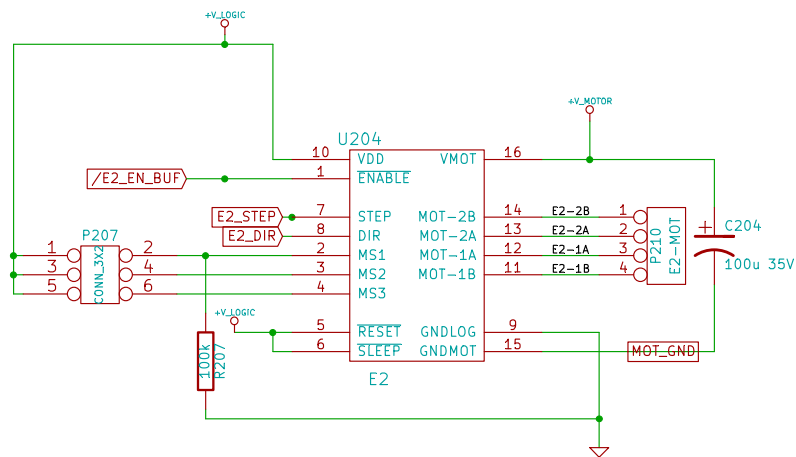 +V_LOGIC
+V_MOTOR
U204
10 VDD VMOT 16
/E2_EN_BUF 1 ENABLE
E2_STEP 7 STEP MOT-2B 14 E2-2B 1
E2_DIR 8 DIR MOT-2A 13 E2-2A 2
2 MS1 MOT-1A 12 E2-1A 3
3 MS2 MOT-1B 11 E2-1B 4
4 MS3
P210
E2-MOT
C204
+
100u 35V
P207
1 2
3 4
5 6
CONN_3X2
+V_LOGIC
5 RESET GNDLOG 9
6 SLEEP GNDMOT 15 MOT_GND
E2
100k
R207